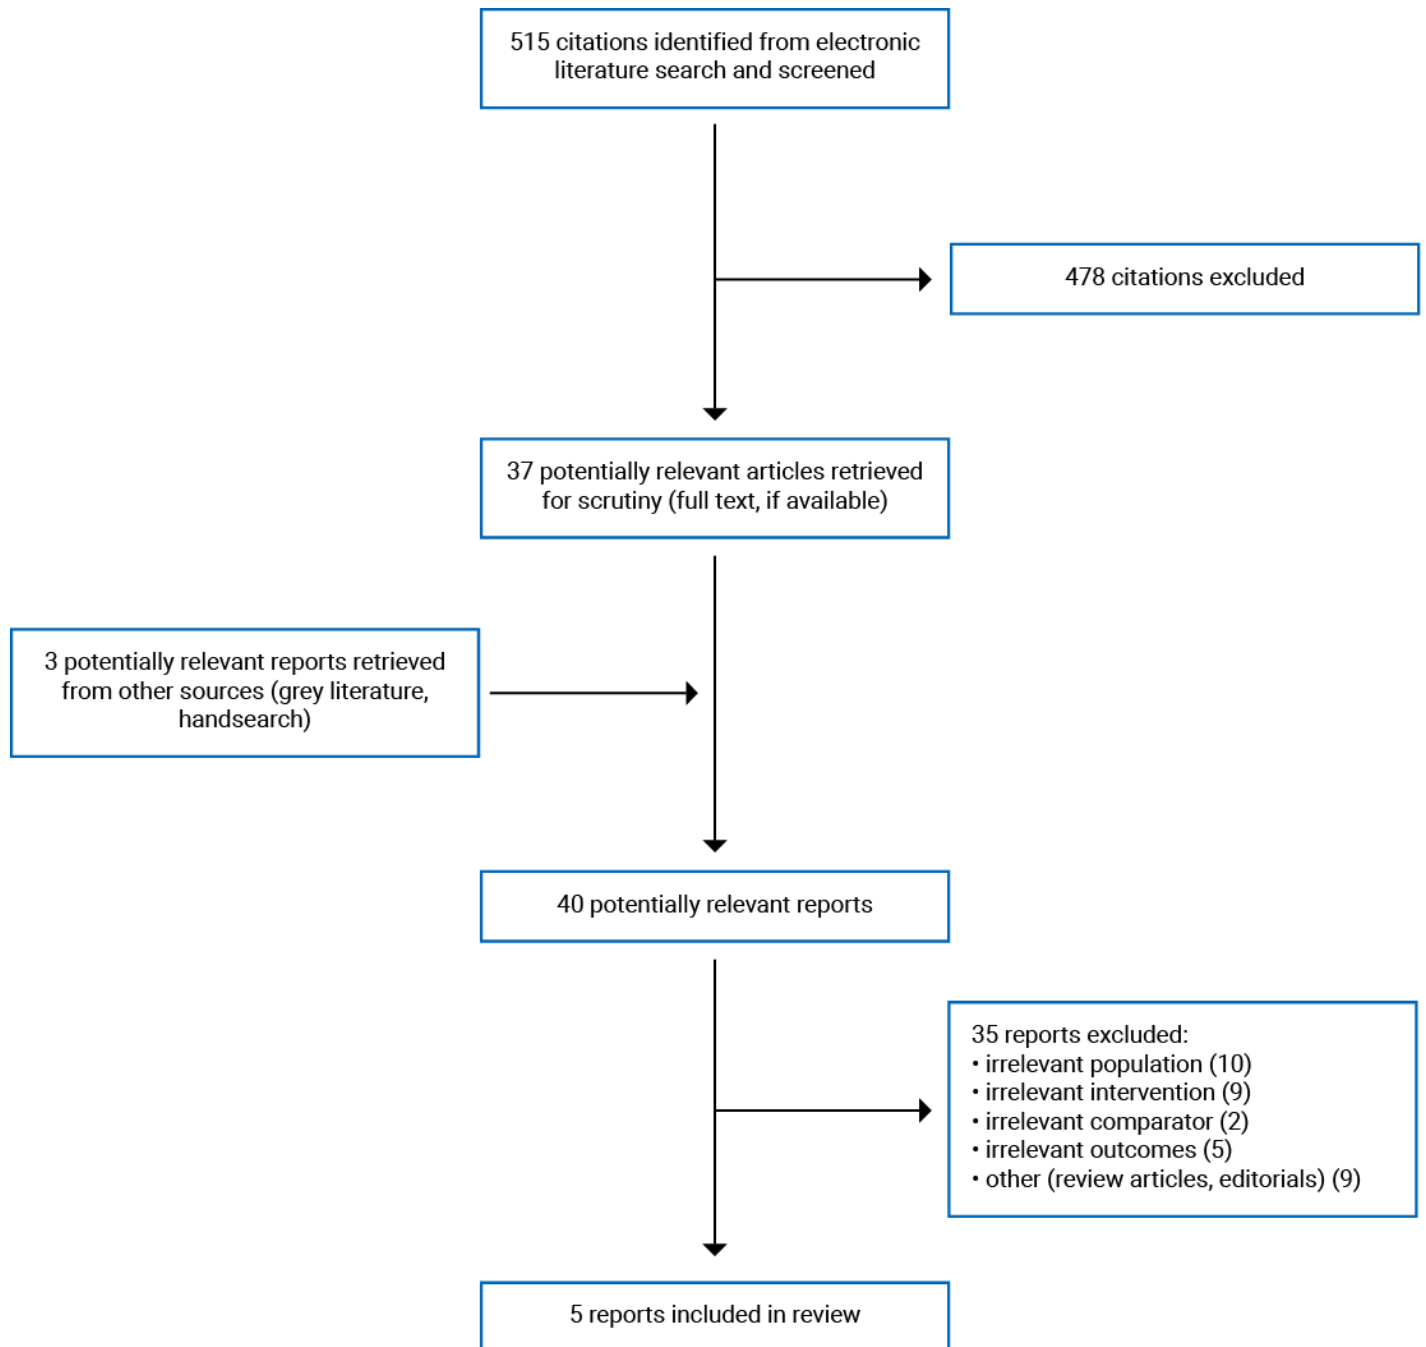 515 citations identified from electronic
literature search and screened
478 citations excluded
37 potentially relevant articles retrieved
for scrutiny (full text, if available)
3 potentially relevant reports retrieved
from other sources (grey literature,
handsearch)
40 potentially relevant reports
35 reports excluded:
• irrelevant population (10)
• irrelevant intervention (9)
• irrelevant comparator (2)
• irrelevant outcomes (5)
• other (review articles, editorials) (9)
5 reports included in review